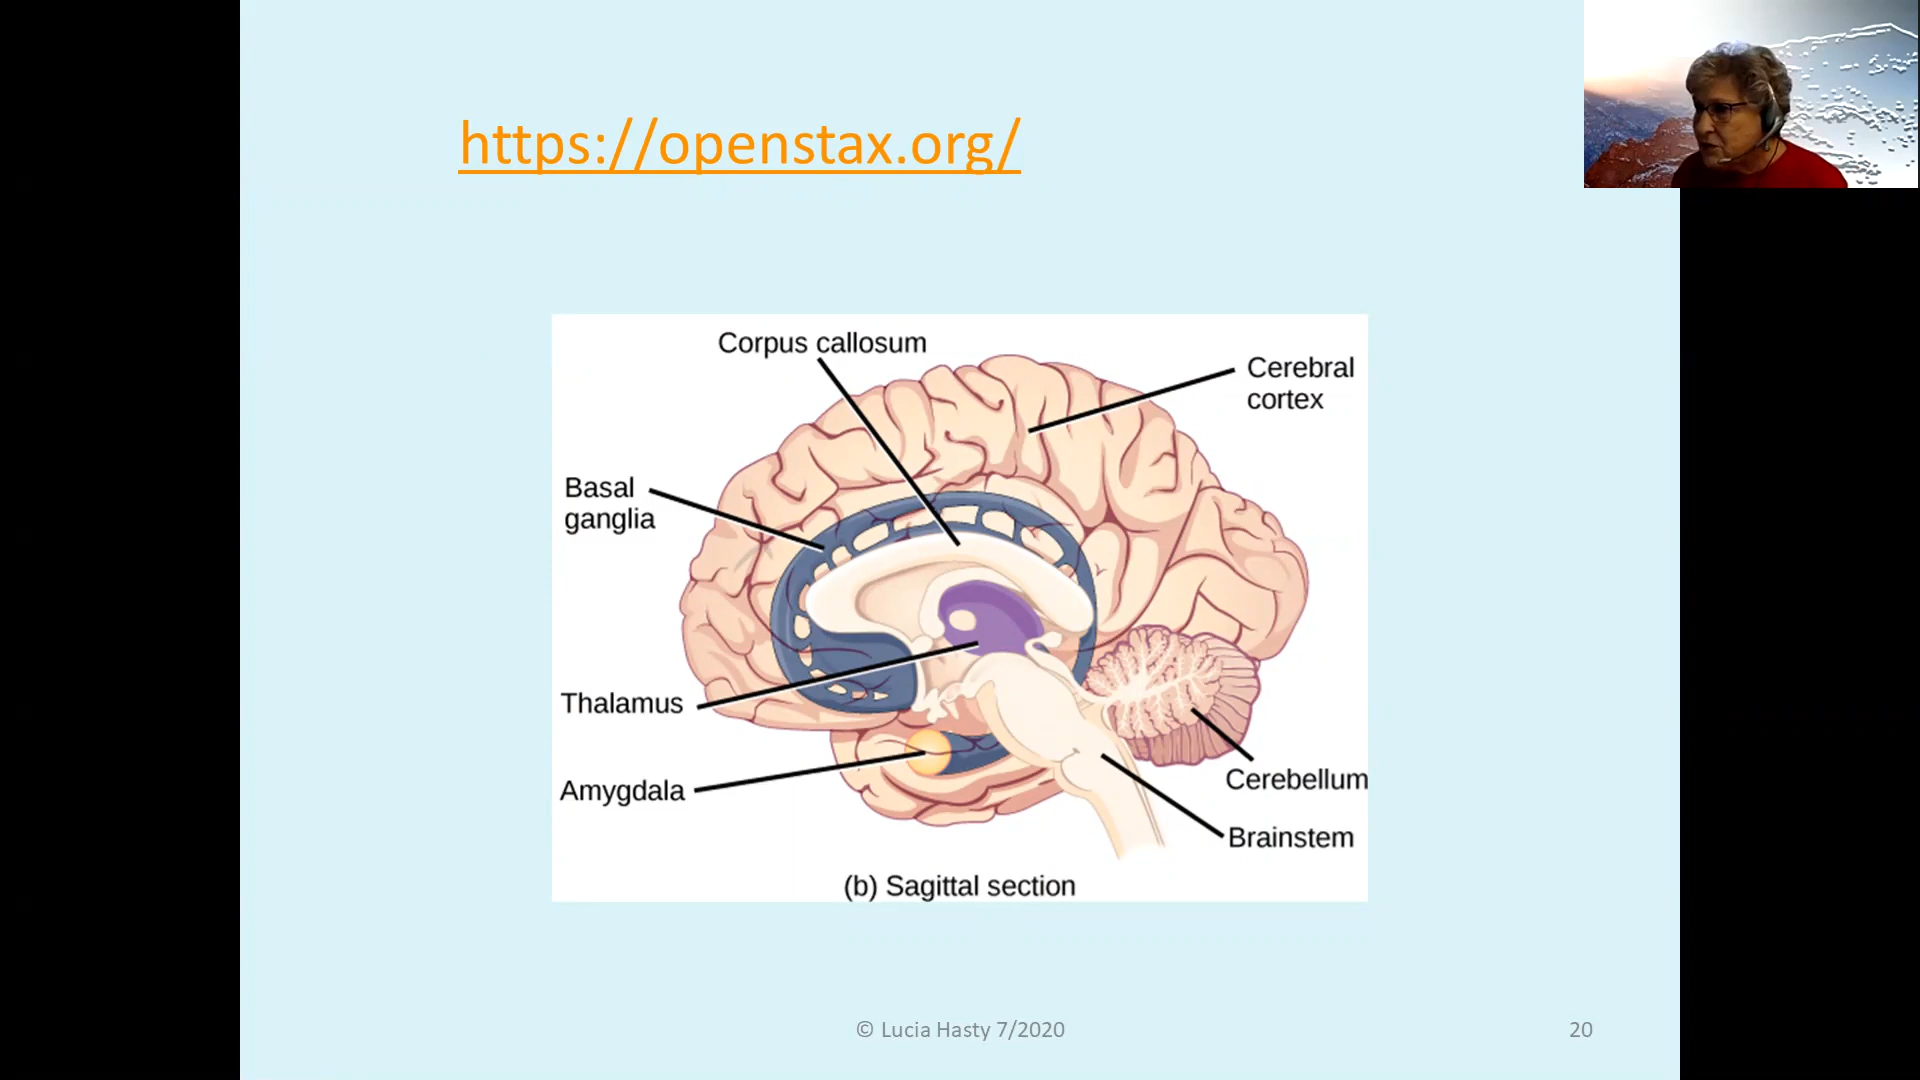 https://openstax.org/
Corpus callosum
Cerebral
cortex
Basal
ganglia
Thalamus
Amygdala
Cerebellum
Brainstem
(b) Sagittal section
© Lucia Hasty 7/2020
20